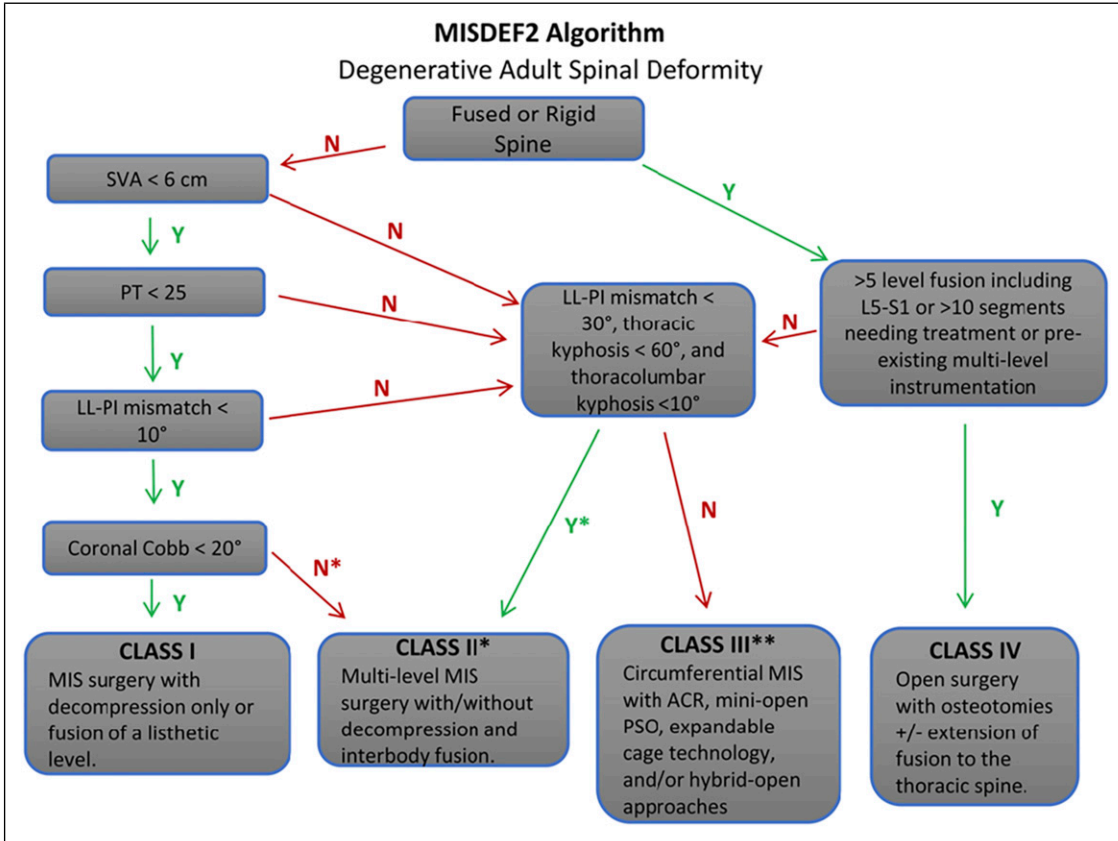 MISDEF2 Algorithm
Degenerative Adult Spinal Deformity
Fused or Rigid
Spine
N
SVA < 6 cm
Y
N
Y
PT < 25
N
LL-PI mismatch <
30°, thoracic
kyphosis < 60°, and
thoracolumbar
kyphosis <10°
N
>5 level fusion including
L5-S1 or >10 segments
needing treatment or pre-
existing multi-level
instrumentation
Y
N
LL-PI mismatch <
10°
Y
Y*
N
Y
Coronal Cobb < 20°
N*
Y
CLASS I
MIS surgery with
decompression only or
fusion of a listhetic
level.
CLASS II*
Multi-level MIS
surgery with/without
decompression and
interbody fusion.
CLASS III**
Circumferential MIS
with ACR, mini-open
PSO, expandable
cage technology,
and/or hybrid-open
approaches
CLASS IV
Open surgery
with osteotomies
+/- extension of
fusion to the
thoracic spine.